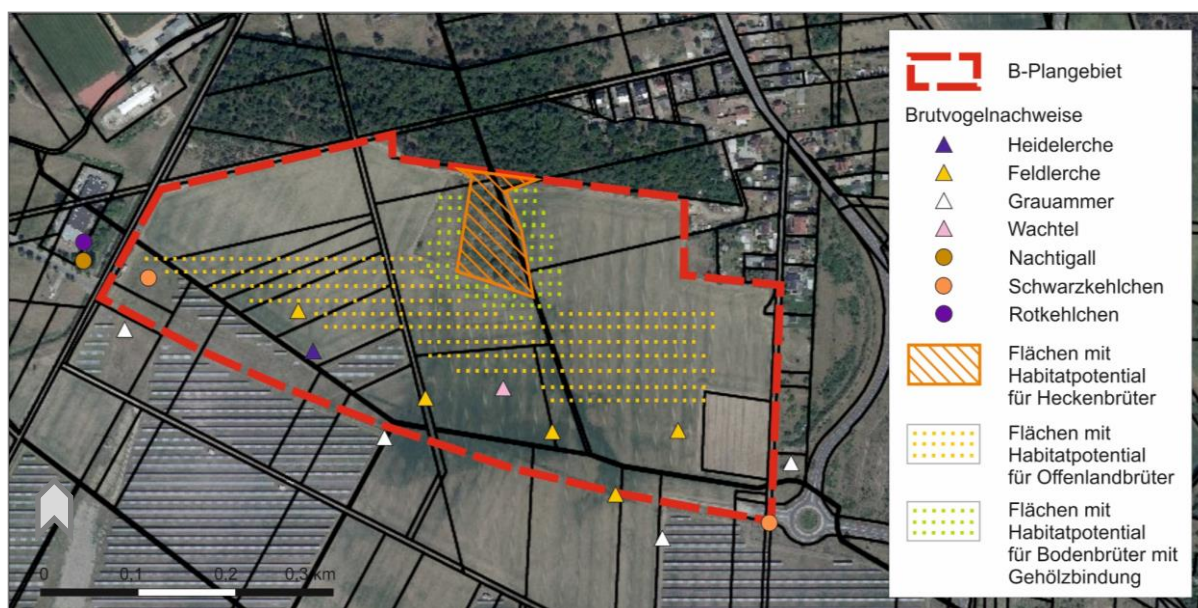 B-Plangebiet
Brutvogelnachweise
Heidelerche
Feldlerche
Grauammer
Wachtel
Nachtigall
Schwarzkehlchen
Rotkehlchen
Flächen mit
Habitatpotential
für Heckenbrüter
Flächen mit
Habitatpotential
für Offenlandbrüter
Flächen mit
Habitatpotential
für Bodenbrüter mit
Gehölzbindung
0 0,1 0,2 0,3 km